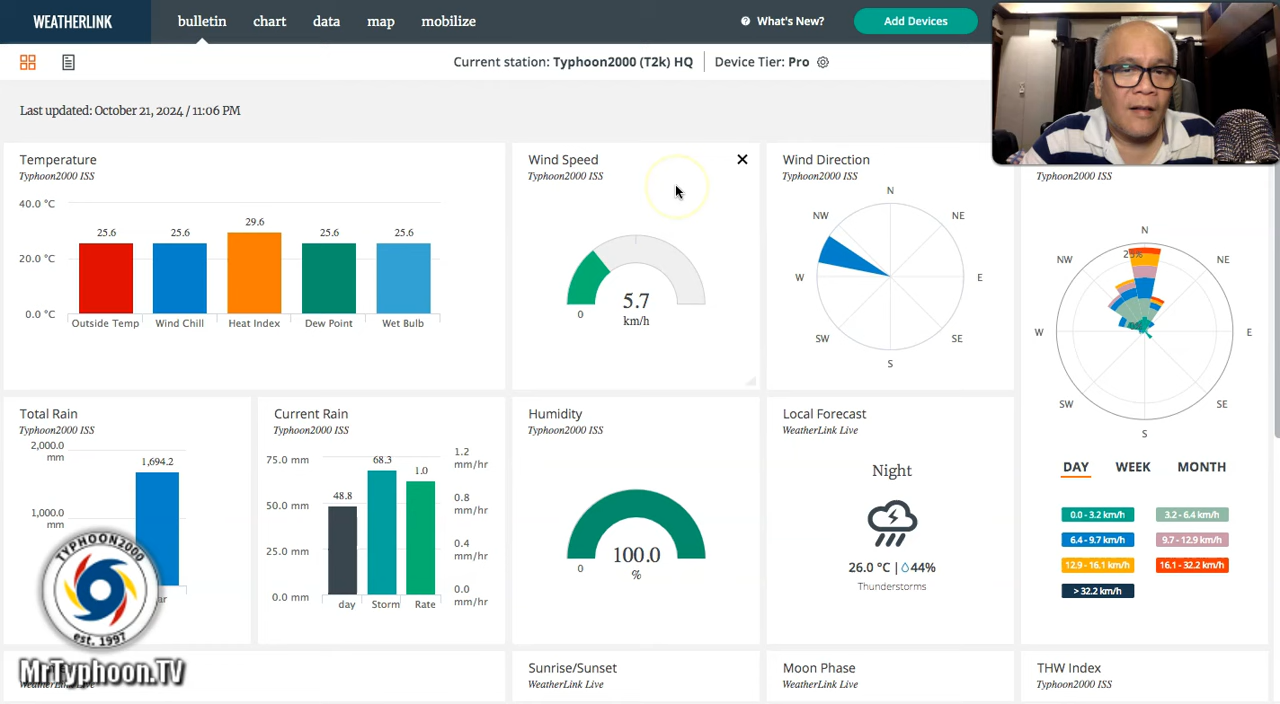 WEATHERLINK
bulletin
chart
data
map
mobilize
What's New?
Add Devices
Current station: Typhoon2000 (T2k) HQ
Device Tier: Pro
Last updated: October 21, 2024 / 11:06 PM
Temperature
Typhoon2000 ISS
40.0 °C
20.0 °C
0.0 °C
25.6
25.6
29.6
25.6
25.6
Outside Temp
Wind Chill
Heat Index
Dew Point
Wet Bulb
Wind Speed
Typhoon2000 ISS
5.7
km/h
0
Wind Direction
Typhoon2000 ISS
N
NE
E
SE
S
SW
W
NW
Typhoon2000 ISS
N
NE
E
SE
S
SW
W
NW
25%
DAY
WEEK
MONTH
0.0 - 3.2 km/h
3.2 - 6.4 km/h
6.4 - 9.7 km/h
9.7 - 12.9 km/h
12.9 - 16.1 km/h
16.1 - 32.2 km/h
> 32.2 km/h
Total Rain
Typhoon2000 ISS
2,000.0
mm
1,000.0
mm
1,694.2
Current Rain
Typhoon2000 ISS
75.0 mm
50.0 mm
25.0 mm
0.0 mm
48.8
68.3
1.0
1.2
mm/hr
0.8
mm/hr
0.4
mm/hr
0.0
mm/hr
day
Storm
Rate
Humidity
Typhoon2000 ISS
100.0
%
0
Local Forecast
WeatherLink Live
Night
26.0 °C | 44%
Thunderstorms
TYPHOON2000
est. 1997
MrTyphoon.TV
WeatherLink Live
Sunrise/Sunset
WeatherLink Live
Moon Phase
WeatherLink Live
THW Index
Typhoon2000 ISS